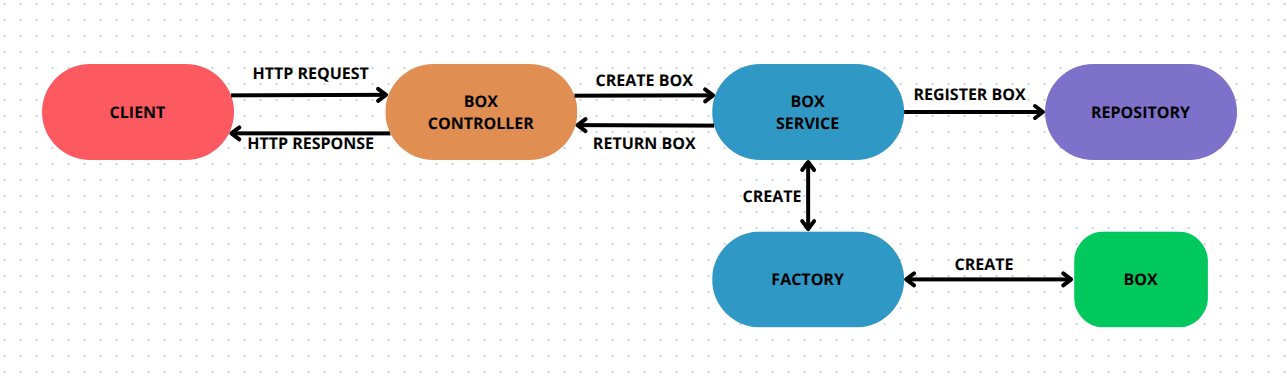 HTTP REQUEST
CLIENT
HTTP RESPONSE
BOX
CONTROLLER
CREATE BOX
RETURN BOX
BOX
SERVICE
REGISTER BOX
REPOSITORY
CREATE
FACTORY
CREATE
BOX